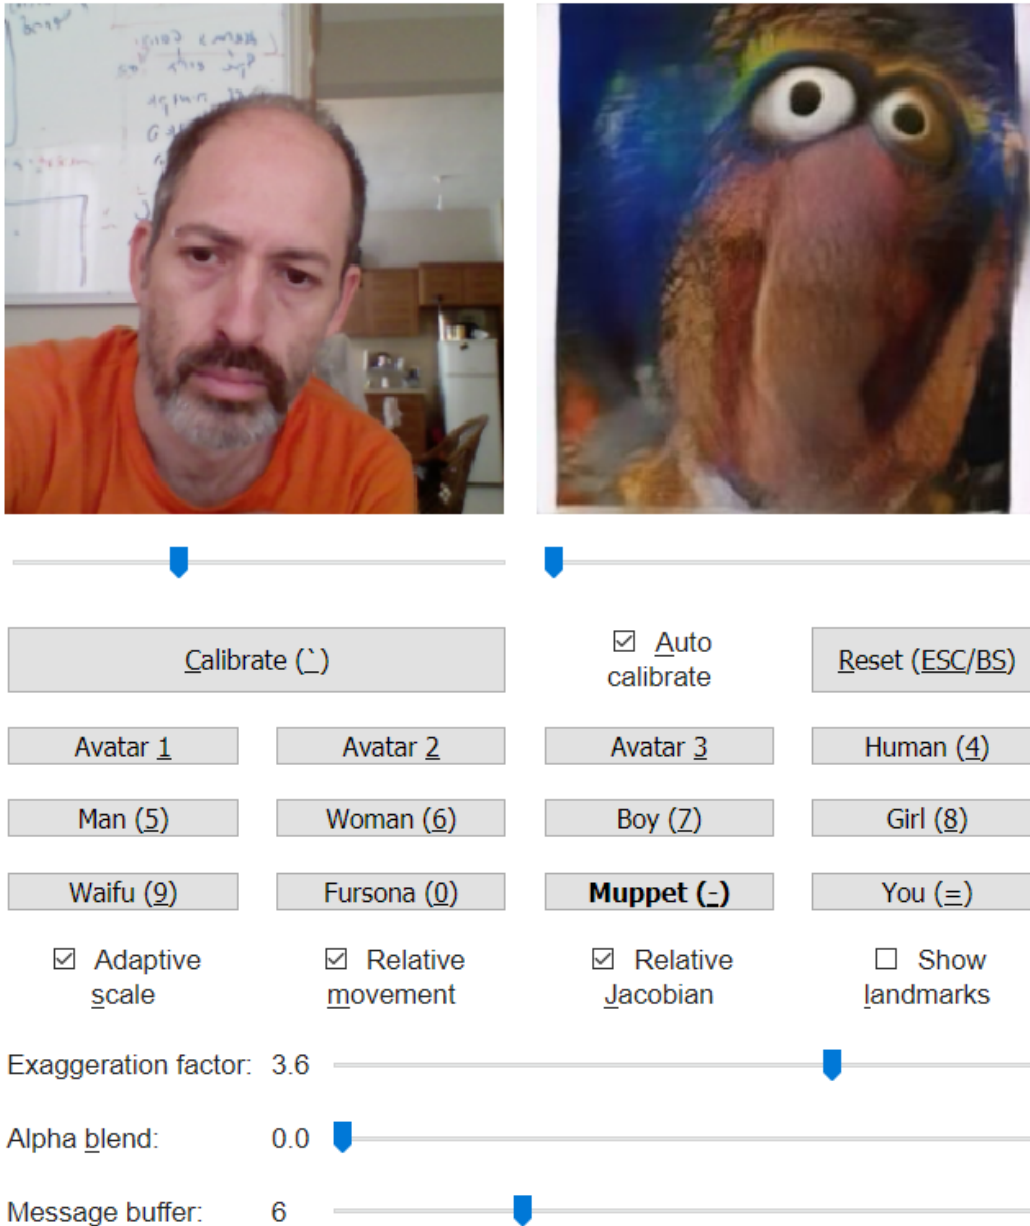 Calibrate (`)
Auto
calibrate
Reset (ESC/BS)
Avatar 1
Avatar 2
Avatar 3
Human (4)
Man (5)
Woman (6)
Boy (7)
Girl (8)
Waifu (9)
Fursona (0)
Muppet (-)
You (=)
Adaptive
scale
Relative
movement
Relative
Jacobian
Show
landmarks
Exaggeration factor: 3.6
Alpha blend: 0.0
Message buffer: 6